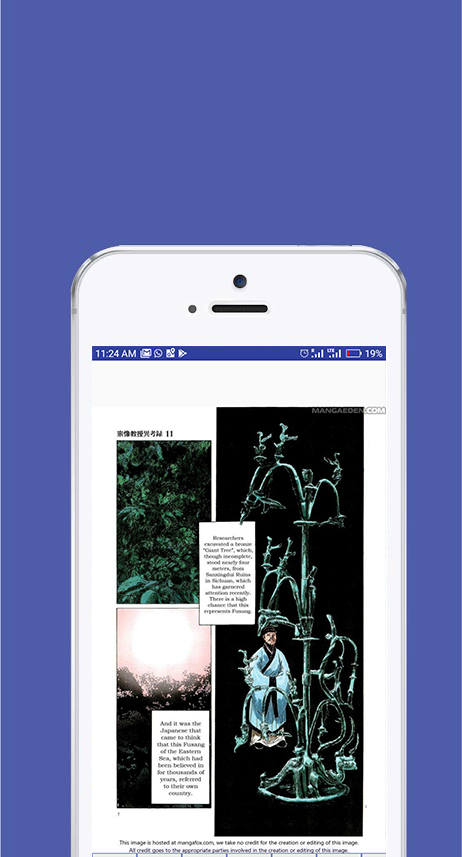 11:24 AM
LTE
19%
MANGAEDEN.COM
宗像教授異考録 11
Researchers
excavated a bronze
"Giant Tree", which,
though incomplete,
stood nearly four
meters, from
Sanxingdui Ruins
in Sichuan, which
has garnered
attention recently.
There is a high
chance that this
represents Fusang.
And it was the
Japanese that
came to think
that this Fusang
of the Eastern
Sea, which had
been believed in
for thousands of
years, referred
to their own
country.
7
This image is hosted at mangafox.com, we take no credit for the creation or editing of this image.
All credit goes to the appropriate parties involved in the creation or editing of this image.